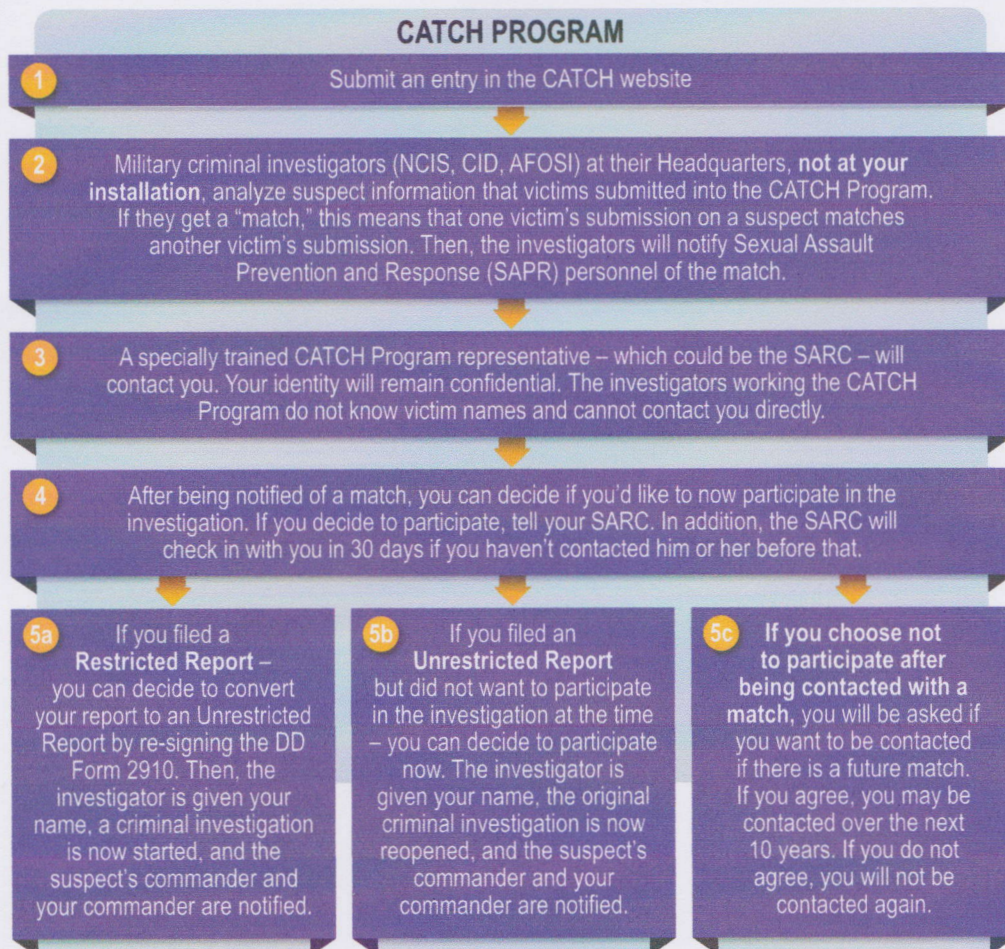 CATCH PROGRAM
1
Submit an entry in the CATCH website
2
Military criminal investigators (NCIS, CID, AFOSI) at their Headquarters, not at your
installation, analyze suspect information that victims submitted into the CATCH Program.
If they get a “match,” this means that one victim’s submission on a suspect matches
another victim’s submission. Then, the investigators will notify Sexual Assault
Prevention and Response (SAPR) personnel of the match.
3
A specially trained CATCH Program representative – which could be the SARC – will
contact you. Your identity will remain confidential. The investigators working the CATCH
Program do not know victim names and cannot contact you directly.
4
After being notified of a match, you can decide if you’d like to now participate in the
investigation. If you decide to participate, tell your SARC. In addition, the SARC will
check in with you in 30 days if you haven’t contacted him or her before that.
5a
If you filed a
Restricted Report –
you can decide to convert
your report to an Unrestricted
Report by re-signing the DD
Form 2910. Then, the
investigator is given your
name, a criminal investigation
is now started, and the
suspect’s commander and
your commander are notified.
5b
If you filed an
Unrestricted Report
but did not want to participate
in the investigation at the time
– you can decide to participate
now. The investigator is
given your name, the original
criminal investigation is now
reopened, and the suspect’s
commander and your
commander are notified.
5c
If you choose not
to participate after
being contacted with a
match, you will be asked if
you want to be contacted
if there is a future match.
If you agree, you may be
contacted over the next
10 years. If you do not
agree, you will not be
contacted again.